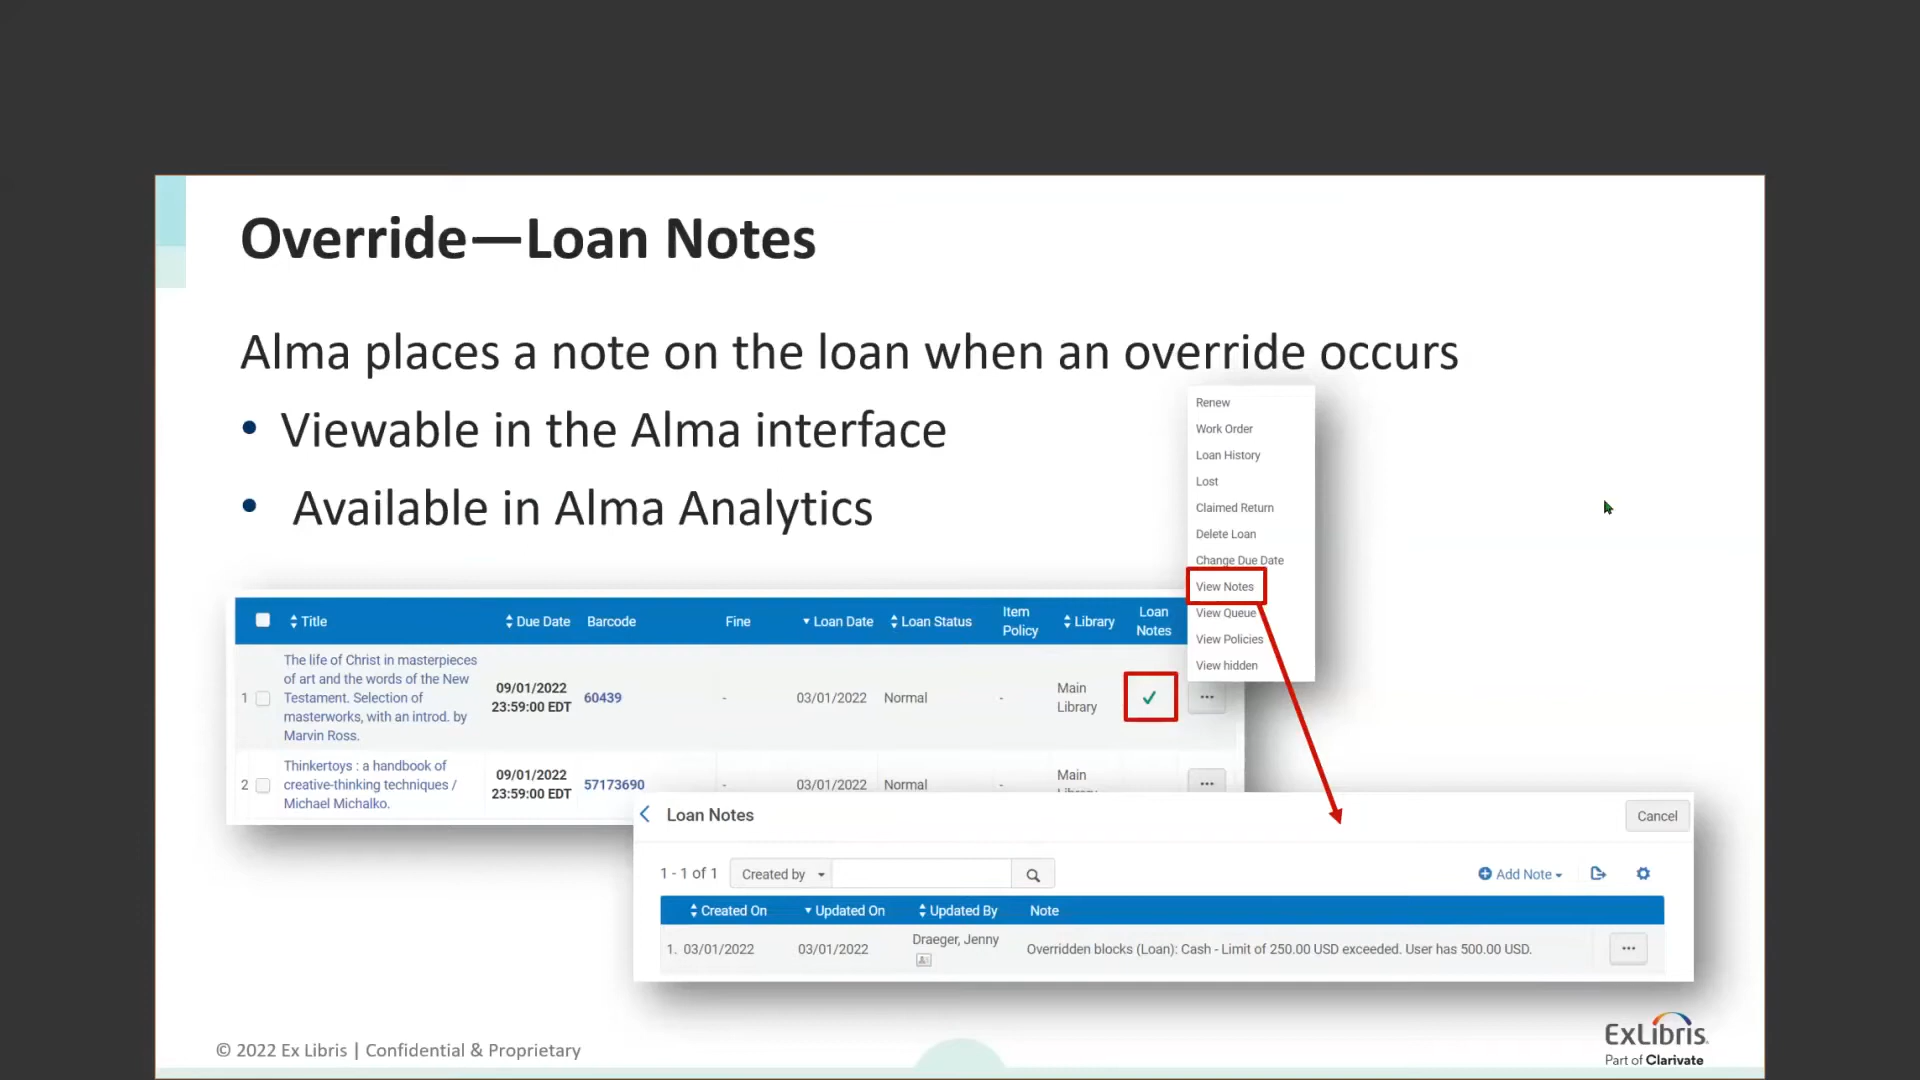 Override—Loan Notes
Alma places a note on the loan when an override occurs
• Viewable in the Alma interface
• Available in Alma Analytics
Renew
Work Order
Loan History
Lost
Claimed Return
Delete Loan
Change Due Date
View Notes
View Queue
View Policies
View hidden
Title Due Date Barcode Fine Loan Date Loan Status Item Policy Library Loan Notes
The life of Christ in masterpieces
of art and the words of the New
Testament. Selection of
masterworks, with an introd. by
Marvin Ross.
1 09/01/2022 23:59:00 EDT 60439 - 03/01/2022 Normal - Main Library ✓ ...
Thinkertoys : a handbook of
creative-thinking techniques /
Michael Michalko.
2 09/01/2022 23:59:00 EDT 57173690 - 03/01/2022 Normal - Main Library ...
Loan Notes Cancel
1 - 1 of 1 Created by Add Note
Created On Updated On Updated By Note
1. 03/01/2022 03/01/2022 Draeger, Jenny Overridden blocks (Loan): Cash - Limit of 250.00 USD exceeded. User has 500.00 USD. ...
© 2022 Ex Libris | Confidential & Proprietary
ExLibris
Part of Clarivate